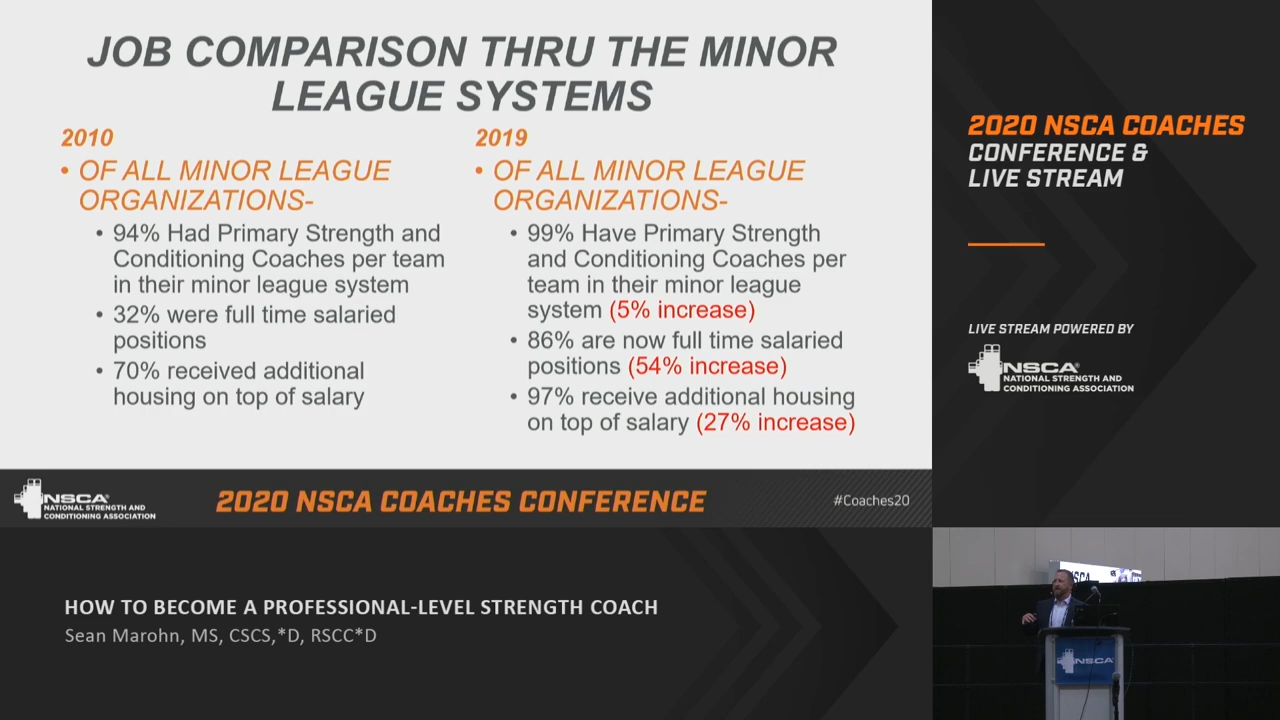 JOB COMPARISON THRU THE MINOR
LEAGUE SYSTEMS
2010
• OF ALL MINOR LEAGUE
ORGANIZATIONS-
• 94% Had Primary Strength and
Conditioning Coaches per team
in their minor league system
• 32% were full time salaried
positions
• 70% received additional
housing on top of salary
2019
• OF ALL MINOR LEAGUE
ORGANIZATIONS-
• 99% Have Primary Strength
and Conditioning Coaches per
team in their minor league
system (5% increase)
• 86% are now full time salaried
positions (54% increase)
• 97% receive additional housing
on top of salary (27% increase)
NSCA
NATIONAL STRENGTH AND
CONDITIONING ASSOCIATION
2020 NSCA COACHES CONFERENCE
#Coaches20
2020 NSCA COACHES
CONFERENCE &
LIVE STREAM
LIVE STREAM POWERED BY
NSCA
NATIONAL STRENGTH AND
CONDITIONING ASSOCIATION
HOW TO BECOME A PROFESSIONAL-LEVEL STRENGTH COACH
Sean Marohn, MS, CSCS,*D, RSCC*D
NSCA